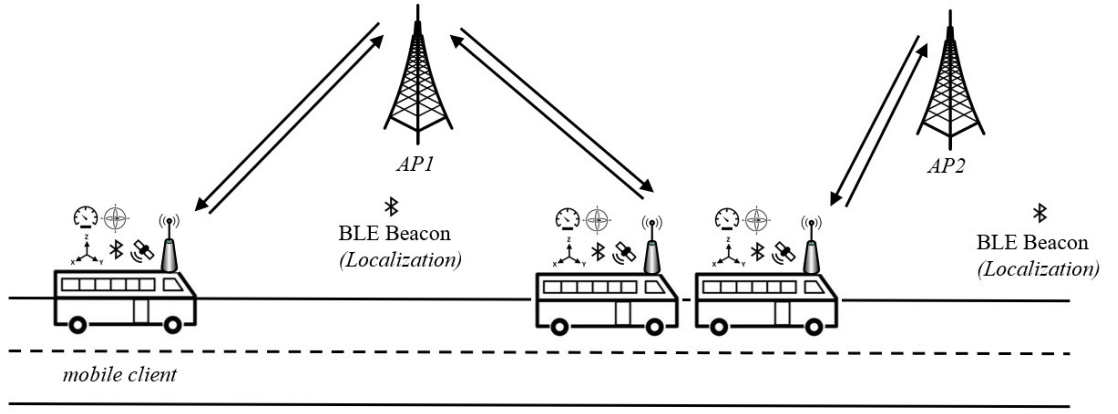 AP1
AP2
BLE Beacon
(Localization)
BLE Beacon
(Localization)
Z
X
Y
Z
X
Y
Z
X
Y
mobile client